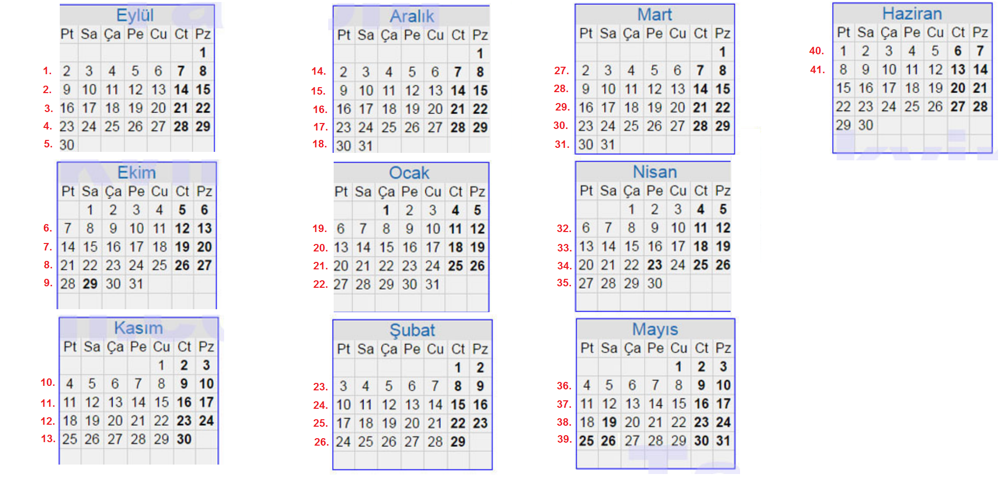 Eylül
Pt Sa Ça Pe Cu Ct Pz
1
1. 2 3 4 5 6 7 8
2. 9 10 11 12 13 14 15
3. 16 17 18 19 20 21 22
4. 23 24 25 26 27 28 29
5. 30
Ekim
Pt Sa Ça Pe Cu Ct Pz
1 2 3 4 5 6
6. 7 8 9 10 11 12 13
7. 14 15 16 17 18 19 20
8. 21 22 23 24 25 26 27
9. 28 29 30 31
Kasım
Pt Sa Ça Pe Cu Ct Pz
1 2 3
10. 4 5 6 7 8 9 10
11. 11 12 13 14 15 16 17
12. 18 19 20 21 22 23 24
13. 25 26 27 28 29 30
Aralık
Pt Sa Ça Pe Cu Ct Pz
1
14. 2 3 4 5 6 7 8
15. 9 10 11 12 13 14 15
16. 16 17 18 19 20 21 22
17. 23 24 25 26 27 28 29
18. 30 31
Ocak
Pt Sa Ça Pe Cu Ct Pz
1 2 3 4 5
19. 6 7 8 9 10 11 12
20. 13 14 15 16 17 18 19
21. 20 21 22 23 24 25 26
22. 27 28 29 30 31
Şubat
Pt Sa Ça Pe Cu Ct Pz
1 2
23. 3 4 5 6 7 8 9
24. 10 11 12 13 14 15 16
25. 17 18 19 20 21 22 23
26. 24 25 26 27 28 29
Mart
Pt Sa Ça Pe Cu Ct Pz
1
27. 2 3 4 5 6 7 8
28. 9 10 11 12 13 14 15
29. 16 17 18 19 20 21 22
30. 23 24 25 26 27 28 29
31. 30 31
Nisan
Pt Sa Ça Pe Cu Ct Pz
1 2 3 4 5
32. 6 7 8 9 10 11 12
33. 13 14 15 16 17 18 19
34. 20 21 22 23 24 25 26
35. 27 28 29 30
Mayıs
Pt Sa Ça Pe Cu Ct Pz
1 2 3
36. 4 5 6 7 8 9 10
37. 11 12 13 14 15 16 17
38. 18 19 20 21 22 23 24
39. 25 26 27 28 29 30 31
Haziran
Pt Sa Ça Pe Cu Ct Pz
40. 1 2 3 4 5 6 7
41. 8 9 10 11 12 13 14
15 16 17 18 19 20 21
22 23 24 25 26 27 28
29 30